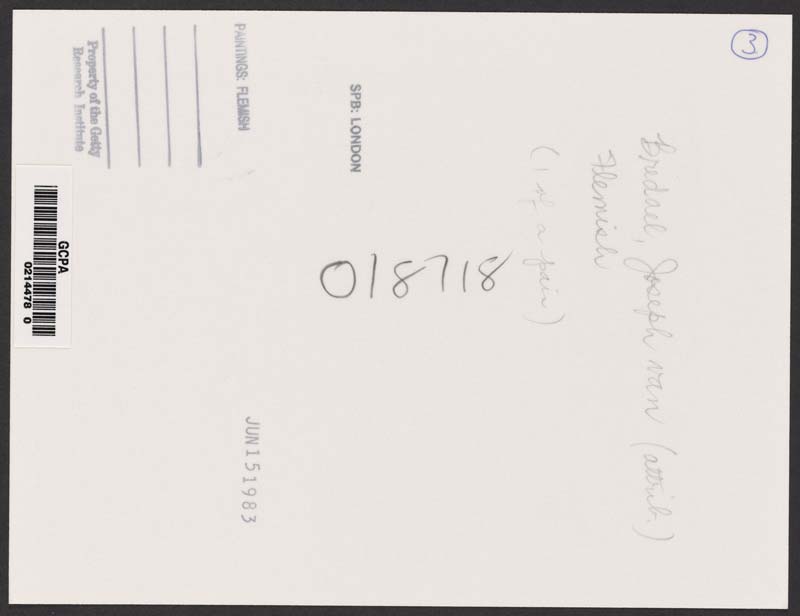 3
Bredael, Joseph van (attrib.)
Flemish
(1 of a pair)
SPB: LONDON
018718
PAINTINGS: FLEMISH
JUN 15 1983
Property of the Getty
Research Institute
GCPA
0214478 0